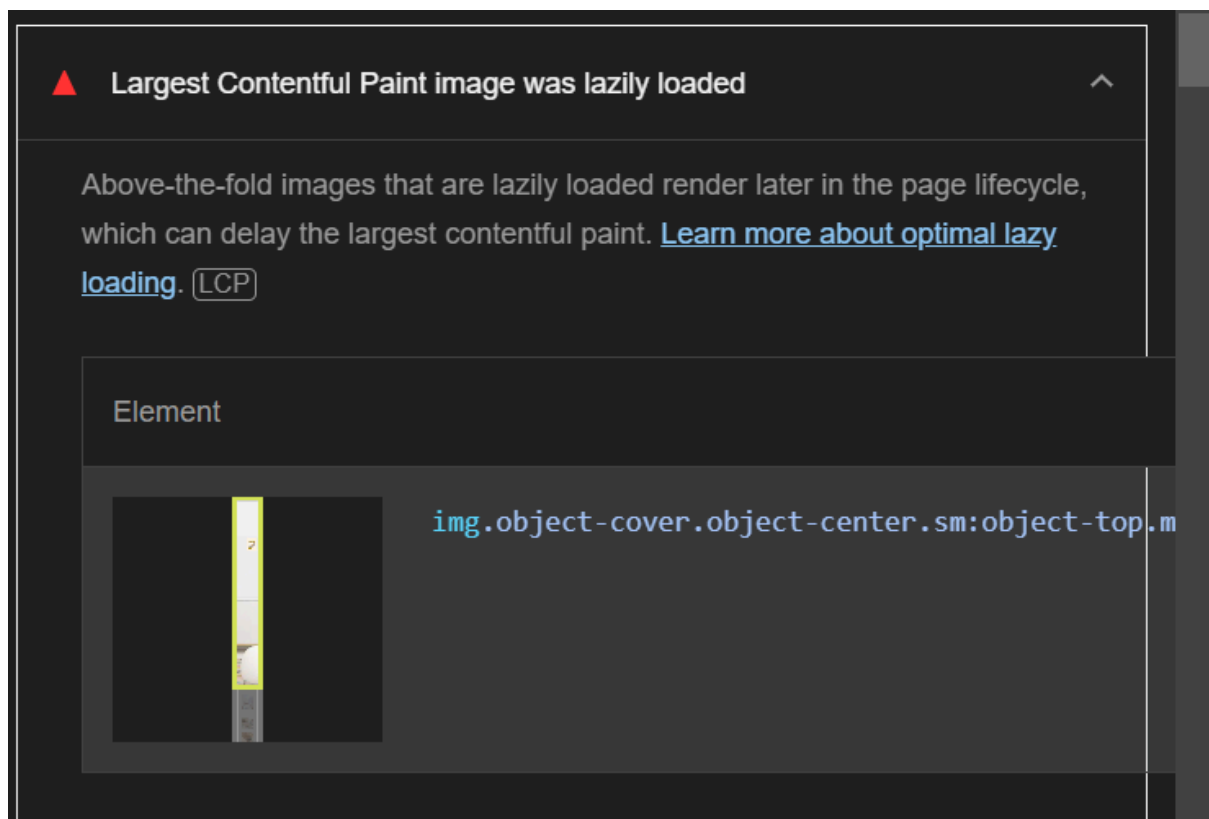 Largest Contentful Paint image was lazily loaded
Above-the-fold images that are lazily loaded render later in the page lifecycle,
which can delay the largest contentful paint. Learn more about optimal lazy
loading. LCP
Element
img.object-cover.object-center.sm:object-top.m